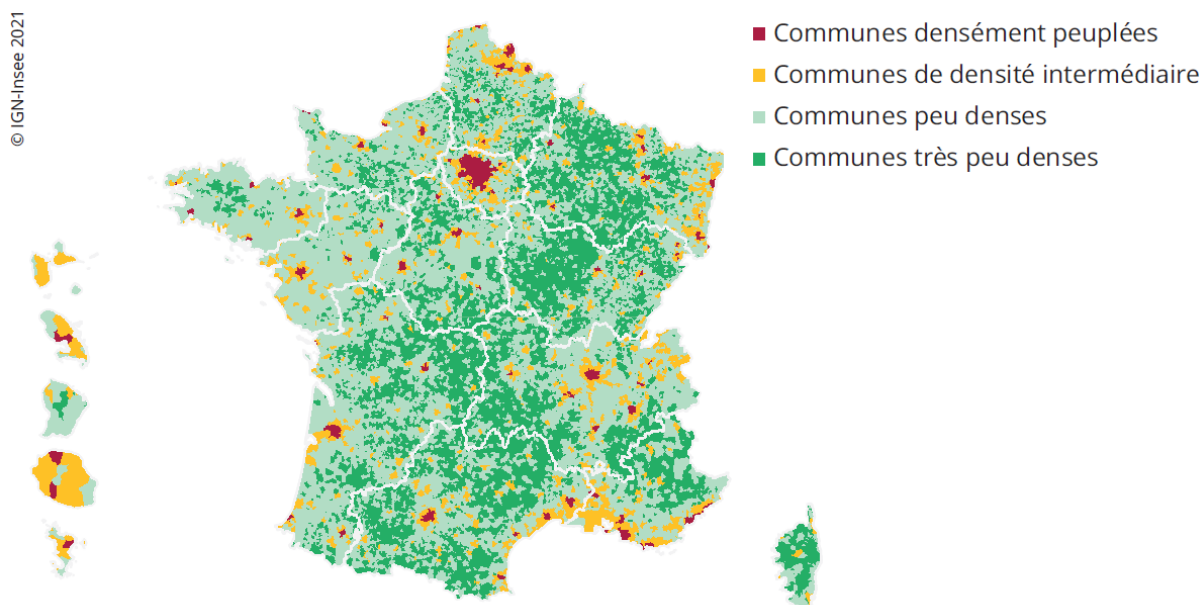 © IGN-Insee 2021
Communes densément peuplées
Communes de densité intermédiaire
Communes peu denses
Communes très peu denses